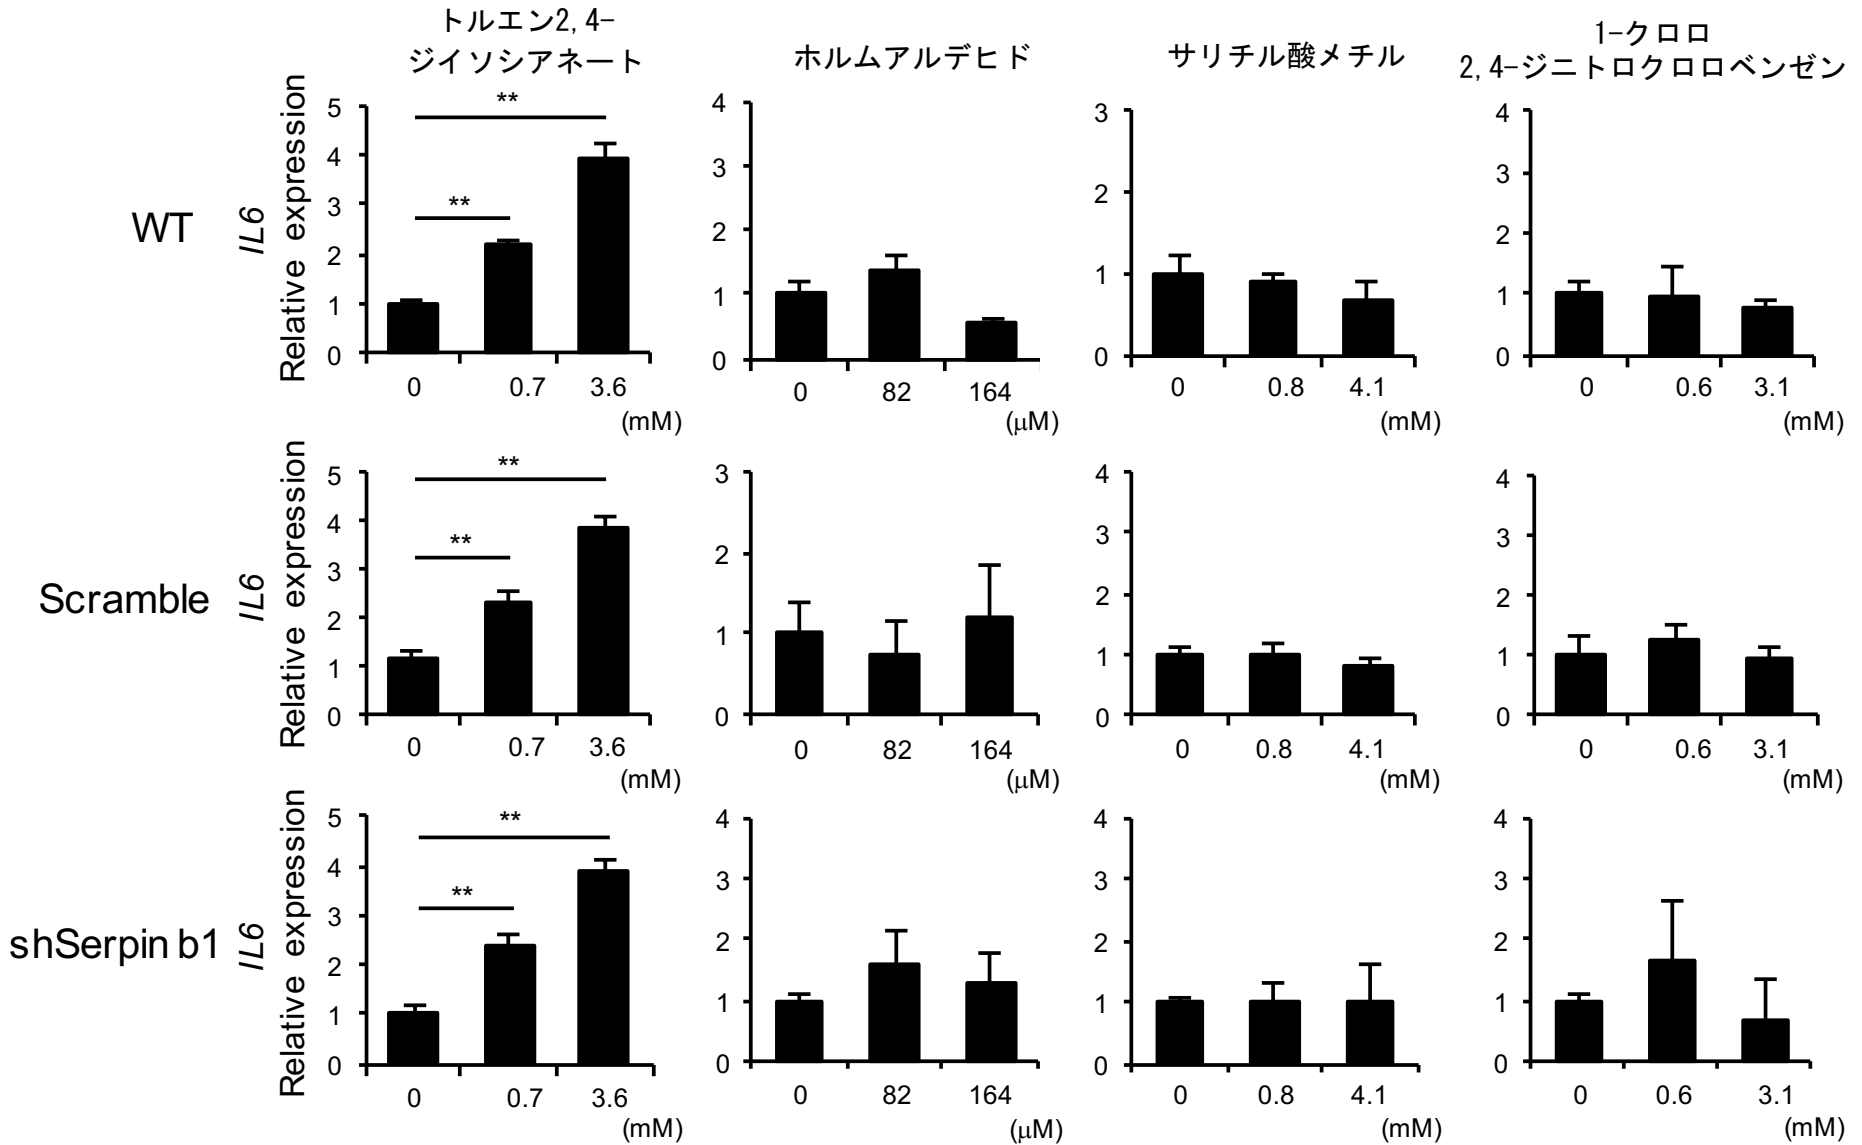 トルエン2,4-
ジイソシアネート
ホルムアルデヒド
サリチル酸メチル
1-クロロ
2,4-ジニトロクロロベンゼン
WT
IL6
Relative expression
5
4
3
2
1
0
**
**
0 0.7 3.6
(mM)
4
3
2
1
0
0 82 164
(μM)
3
2
1
0
0 0.8 4.1
(mM)
4
3
2
1
0
0 0.6 3.1
(mM)
Scramble
IL6
Relative expression
5
4
3
2
1
0
**
**
0 0.7 3.6
(mM)
3
2
1
0
0 82 164
(μM)
4
3
2
1
0
0 0.8 4.1
(mM)
4
3
2
1
0
0 0.6 3.1
(mM)
shSerpin b1
IL6
Relative expression
5
4
3
2
1
0
**
**
0 0.7 3.6
(mM)
4
3
2
1
0
0 82 164
(μM)
4
3
2
1
0
0 0.8 4.1
(mM)
4
3
2
1
0
0 0.6 3.1
(mM)